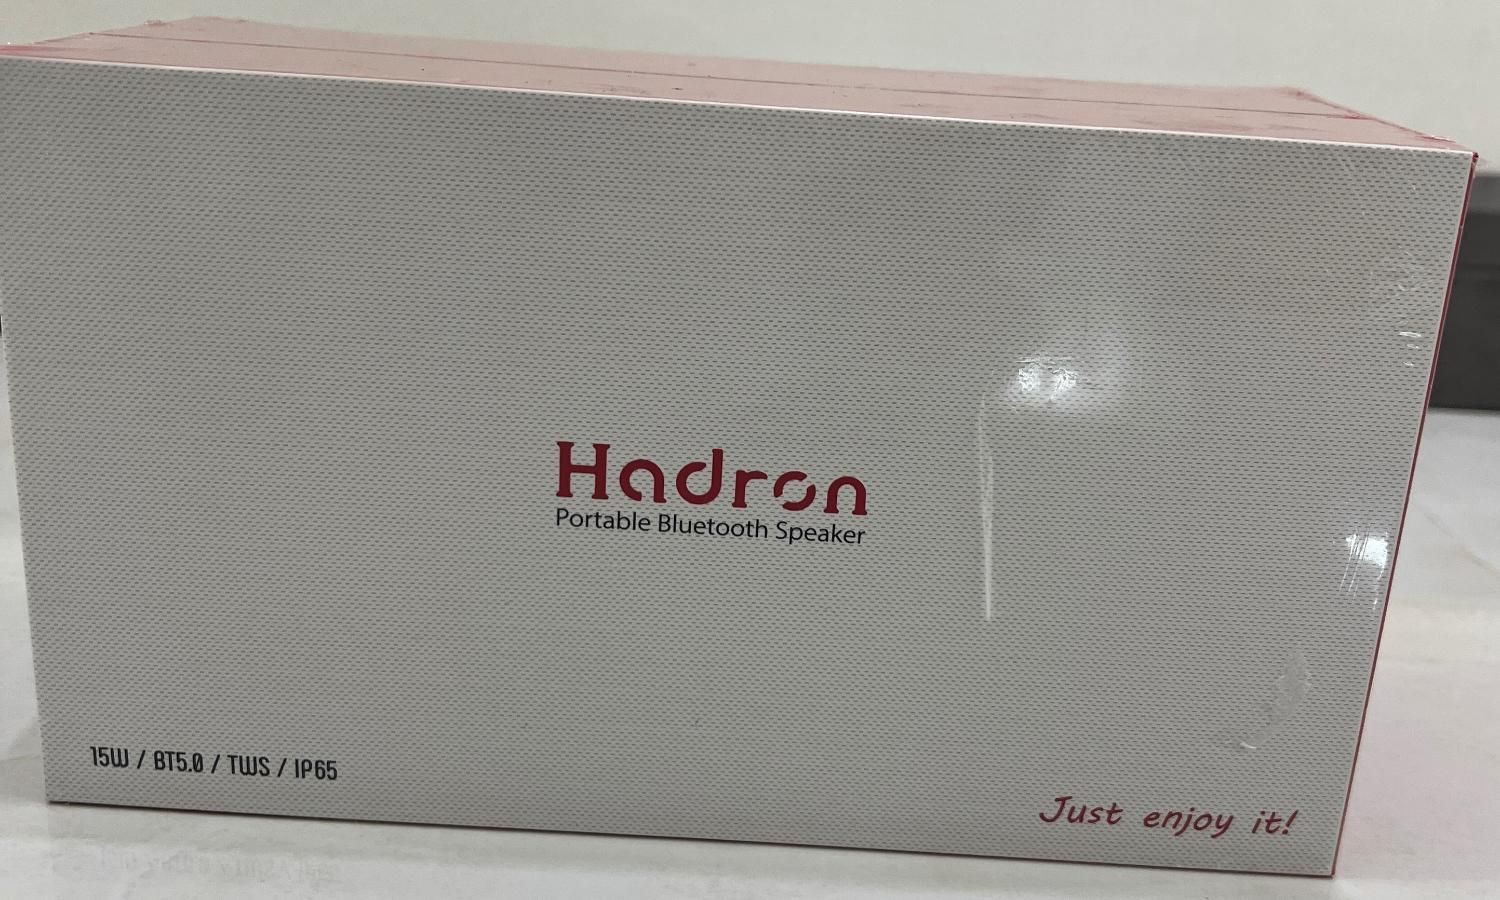 Hadron
Portable Bluetooth Speaker
15W / BT5.0 / TWS / IP65
Just enjoy it!